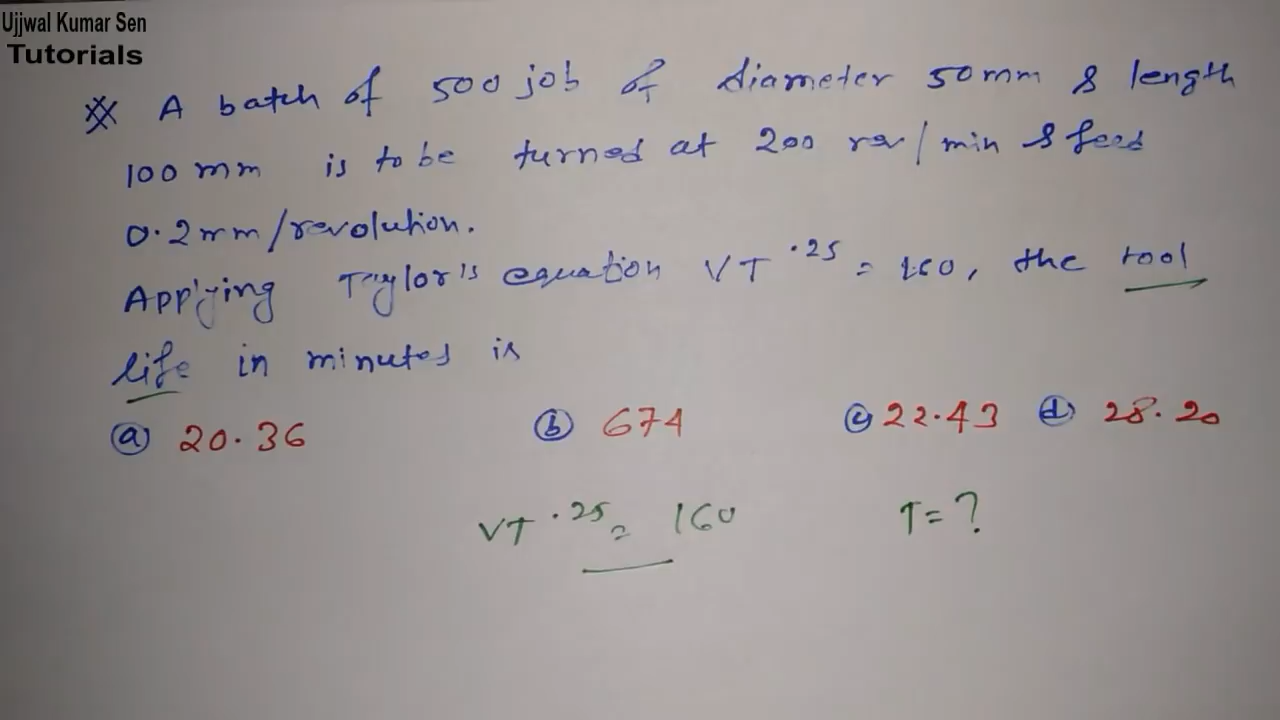 Ujjwal Kumar Sen
Tutorials
※ A batch of 500 job of diameter 50mm & length
100 mm is to be turned at 200 rev/min & feed
0.2mm/revolution.
Applying Taylor's equation VT^.25 = 160, the tool
life in minutes is
(a) 20.36 (b) 674 (c) 22.43 (d) 28.20
VT^.25 = 160 T = ?